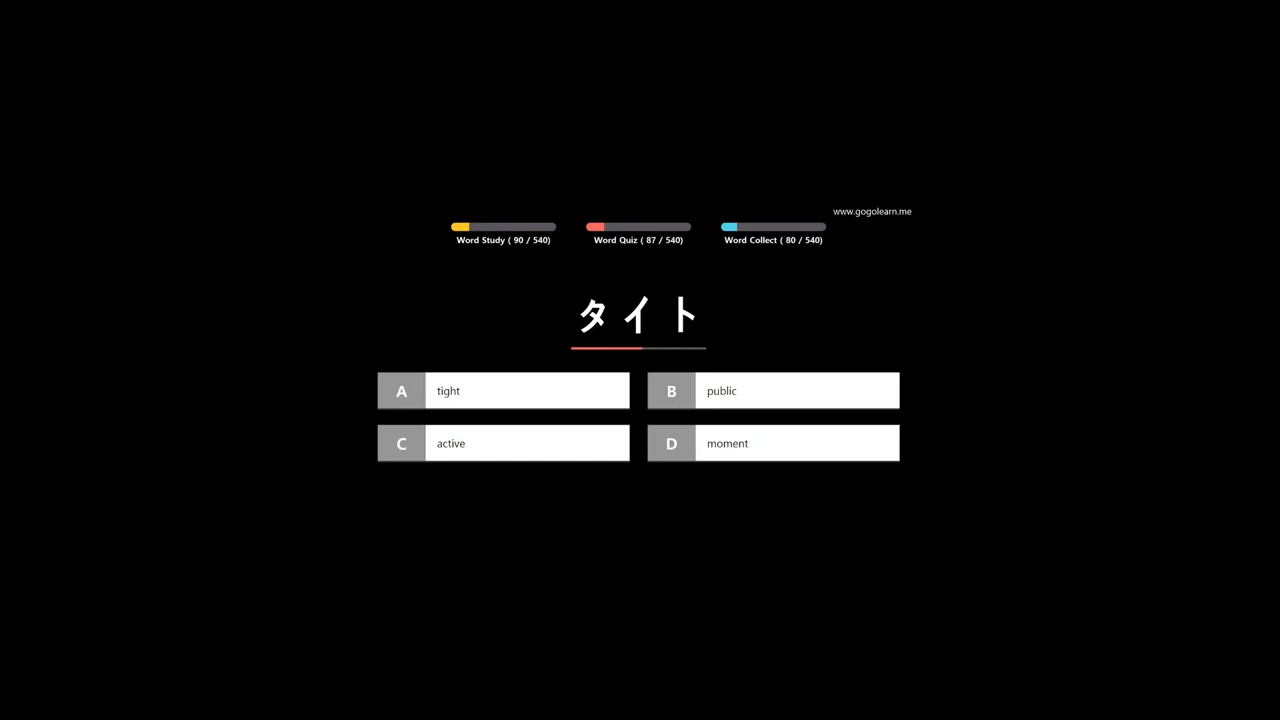 www.gogolearn.me
Word Study ( 90 / 540)
Word Quiz ( 87 / 540)
Word Collect ( 80 / 540)
タイト
A tight
B public
C active
D moment